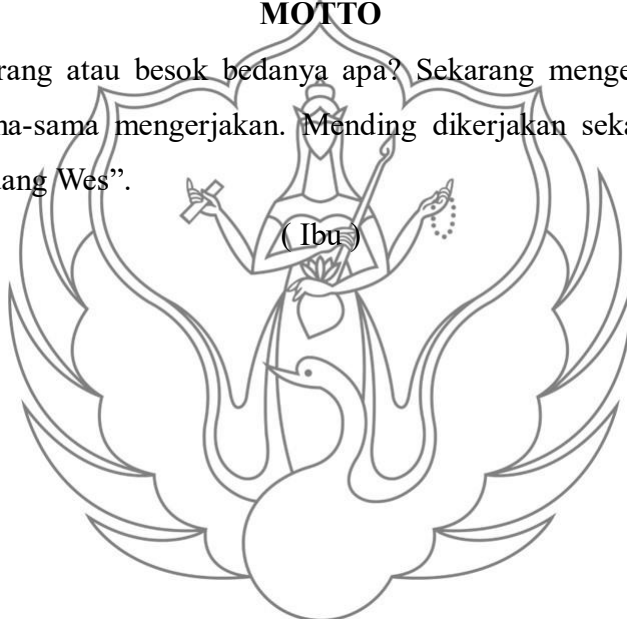 MOTTO
rang atau besok bedanya apa? Sekarang menge
na-sama mengerjakan. Mending dikerjakan seka
ang Wes”.
( Ibu )